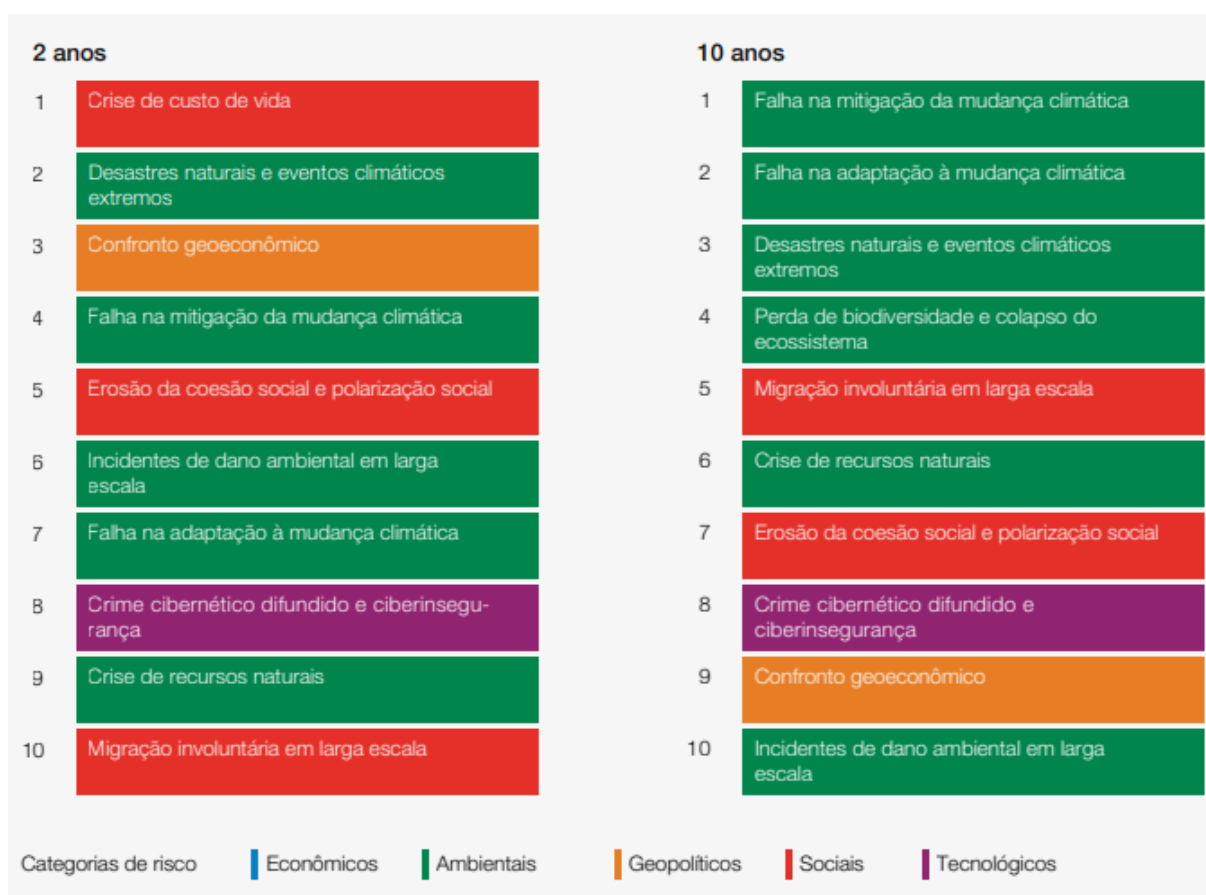 2 anos
1 Crise de custo de vida
2 Desastres naturais e eventos climáticos
extremos
3 Confronto geoeconômico
4 Falha na mitigação da mudança climática
5 Erosão da coesão social e polarização social
6 Incidentes de dano ambiental em larga
escala
7 Falha na adaptação à mudança climática
8 Crime cibernético difundido e ciberinsegu-
rança
9 Crise de recursos naturais
10 Migração involuntária em larga escala
10 anos
1 Falha na mitigação da mudança climática
2 Falha na adaptação à mudança climática
3 Desastres naturais e eventos climáticos
extremos
4 Perda de biodiversidade e colapso do
ecossistema
5 Migração involuntária em larga escala
6 Crise de recursos naturais
7 Erosão da coesão social e polarização social
8 Crime cibernético difundido e
ciberinsegurança
9 Confronto geoeconômico
10 Incidentes de dano ambiental em larga
escala
Categorias de risco Econômicos Ambientais Geopolíticos Sociais Tecnológicos